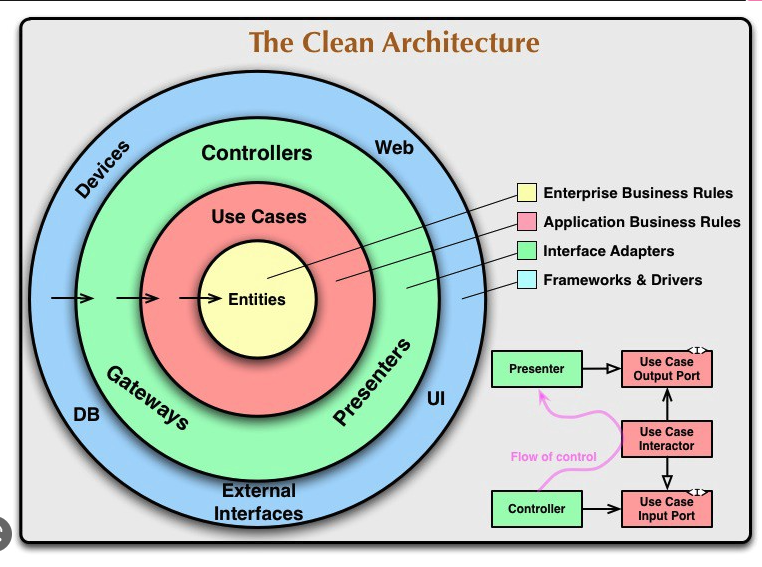 The Clean Architecture
Devices
Web
Controllers
Use Cases
Entities
Gateways
Presenters
DB
UI
External
Interfaces
Enterprise Business Rules
Application Business Rules
Interface Adapters
Frameworks & Drivers
Presenter
<I>
Use Case
Output Port
Use Case
Interactor
Flow of control
Controller
<I>
Use Case
Input Port